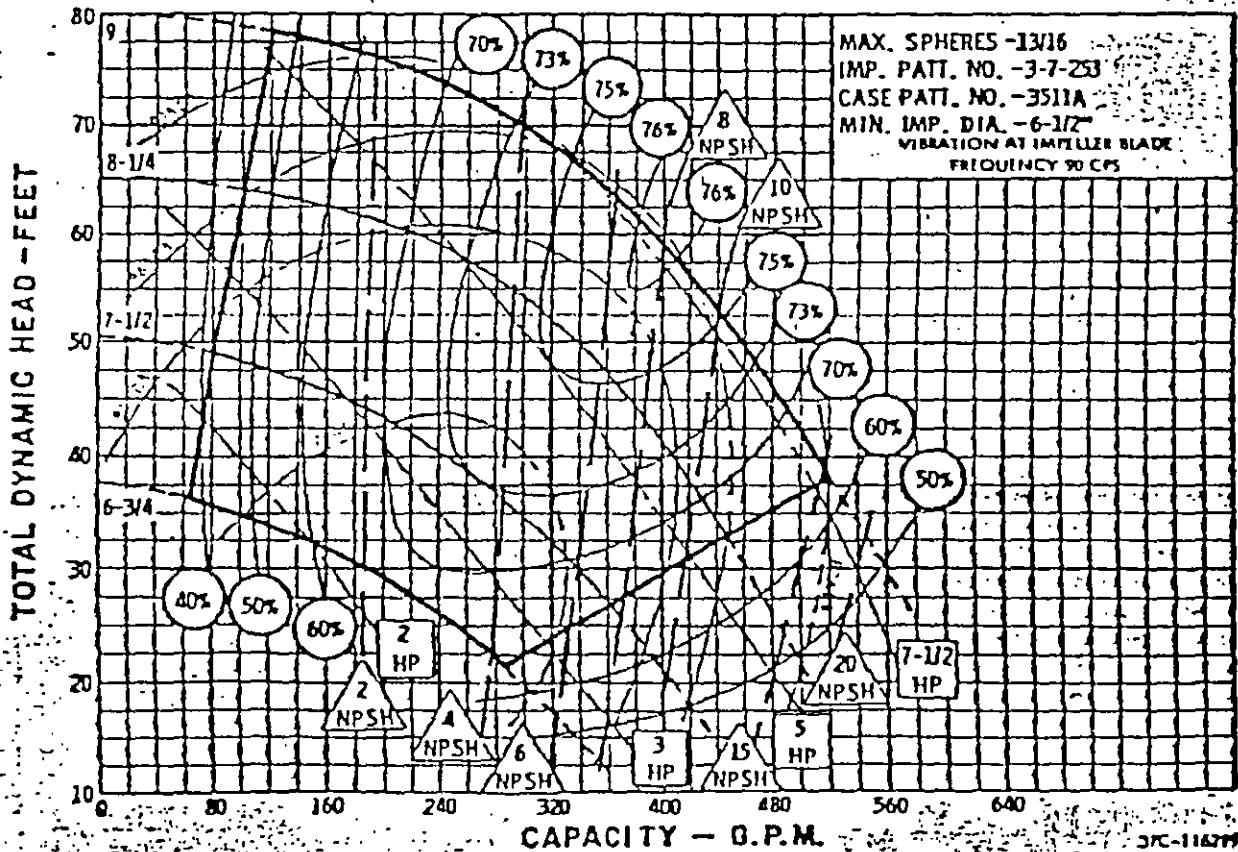 MAX. SPHERES -13/16
IMP. PATT. NO. -3-7-253
CASE PATT. NO. -3511A
MIN. IMP. DIA. -6-1/2"
VIBRATION AT IMPELLER BLADE
FREQUENCY 90 CPS
TOTAL DYNAMIC HEAD - FEET
80
70
60
50
40
30
20
10
9
8-1/4
7-1/2
6-3/4
70%
73%
75%
76%
8
NPSH
76%
10
NPSH
75%
73%
70%
60%
50%
40%
50%
60%
2
HP
2
NPSH
4
NPSH
6
NPSH
3
HP
15
NPSH
5
HP
20
NPSH
7-1/2
HP
0
80
160
240
320
400
480
560
640
CAPACITY - G.P.M.